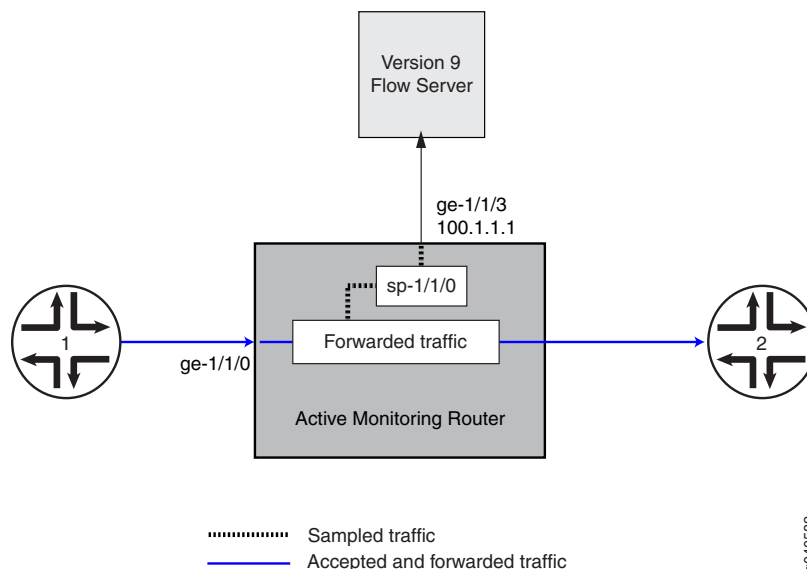 Version 9
Flow Server
ge-1/1/3
100.1.1.1
sp-1/1/0
1
Forwarded traffic
2
ge-1/1/0
Active Monitoring Router
Sampled traffic
Accepted and forwarded traffic